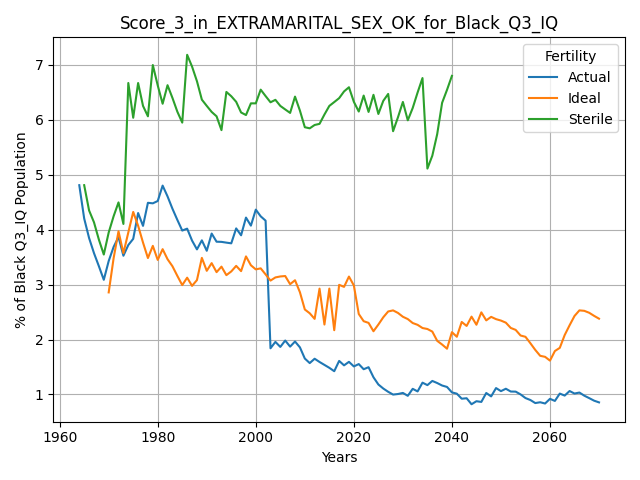 Score_3_in_EXTRAMARITAL_SEX_OK_for_Black_Q3_IQ
Fertility
Actual
Ideal
Sterile
% of Black Q3_IQ Population
7
6
5
4
3
2
1
1960
1980
2000
2020
2040
2060
Years